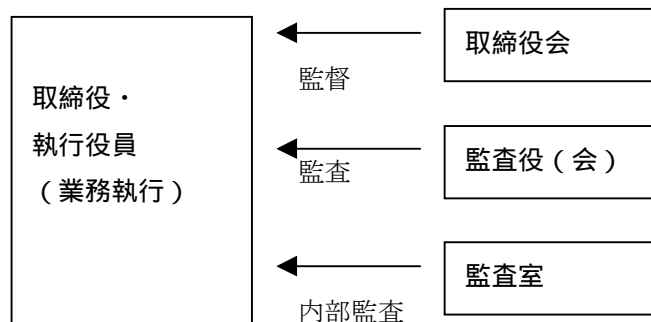 取締役・
執行役員
（業務執行）
監督
監査
内部監査
取締役会
監査役（会）
監査室